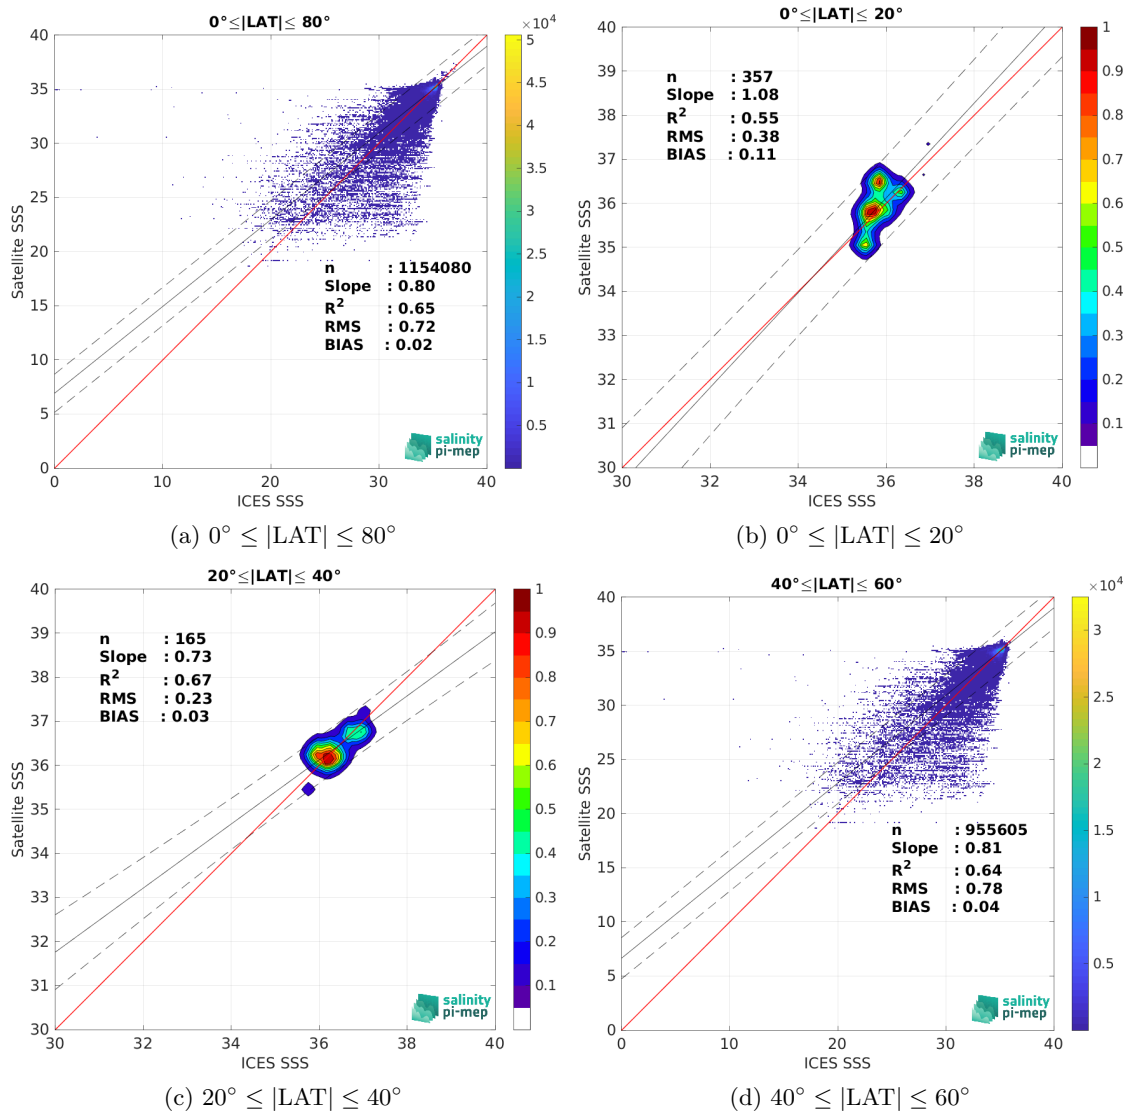 0°≤|LAT|≤ 80°
×10⁴
40
35
30
25
20
15
10
5
0
Satellite SSS
n : 1154080
Slope : 0.80
R² : 0.65
RMS : 0.72
BIAS : 0.02
salinity
pi-mep
0 10 20 30 40
ICES SSS
5
4.5
4
3.5
3
2.5
2
1.5
1
0.5
(a) 0° ≤ |LAT| ≤ 80°
0°≤|LAT|≤ 20°
40
39
38
37
36
35
34
33
32
31
30
Satellite SSS
n : 357
Slope : 1.08
R² : 0.55
RMS : 0.38
BIAS : 0.11
salinity
pi-mep
30 32 34 36 38 40
ICES SSS
1
0.9
0.8
0.7
0.6
0.5
0.4
0.3
0.2
0.1
(b) 0° ≤ |LAT| ≤ 20°
20°≤|LAT|≤ 40°
40
39
38
37
36
35
34
33
32
31
30
Satellite SSS
n : 165
Slope : 0.73
R² : 0.67
RMS : 0.23
BIAS : 0.03
salinity
pi-mep
30 32 34 36 38 40
ICES SSS
1
0.9
0.8
0.7
0.6
0.5
0.4
0.3
0.2
0.1
(c) 20° ≤ |LAT| ≤ 40°
40°≤|LAT|≤ 60°
×10⁴
40
35
30
25
20
15
10
5
0
Satellite SSS
n : 955605
Slope : 0.81
R² : 0.64
RMS : 0.78
BIAS : 0.04
salinity
pi-mep
0 10 20 30 40
ICES SSS
3
2.5
2
1.5
1
0.5
(d) 40° ≤ |LAT| ≤ 60°